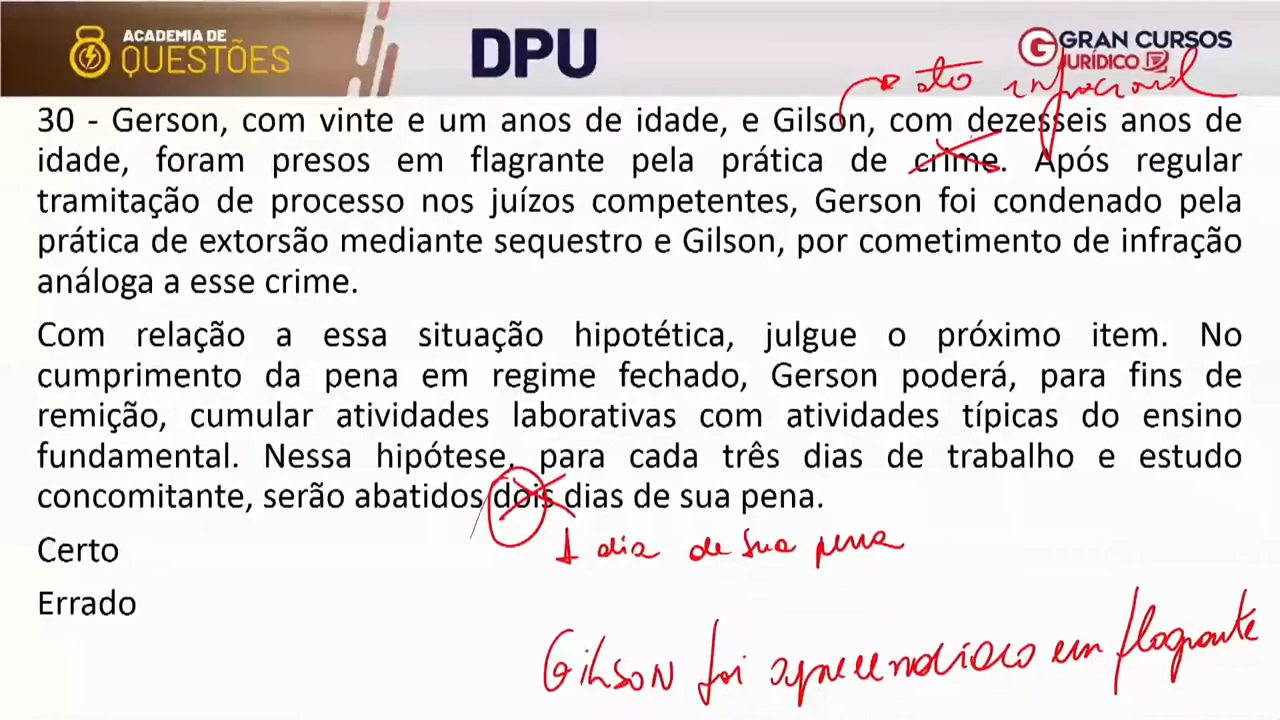 ACADEMIA DE
QUESTÕES
DPU
GRAN CURSOS
JURÍDICO
ato infracional
30 - Gerson, com vinte e um anos de idade, e Gilson, com dezesseis anos de
idade, foram presos em flagrante pela prática de crime. Após regular
tramitação de processo nos juízos competentes, Gerson foi condenado pela
prática de extorsão mediante sequestro e Gilson, por cometimento de infração
análoga a esse crime.
Com relação a essa situação hipotética, julgue o próximo item. No
cumprimento da pena em regime fechado, Gerson poderá, para fins de
remição, cumular atividades laborativas com atividades típicas do ensino
fundamental. Nessa hipótese, para cada três dias de trabalho e estudo
concomitante, serão abatidos dois dias de sua pena.
1 dia de sua pena
Certo
Errado
Gilson foi apreendido em flagrante